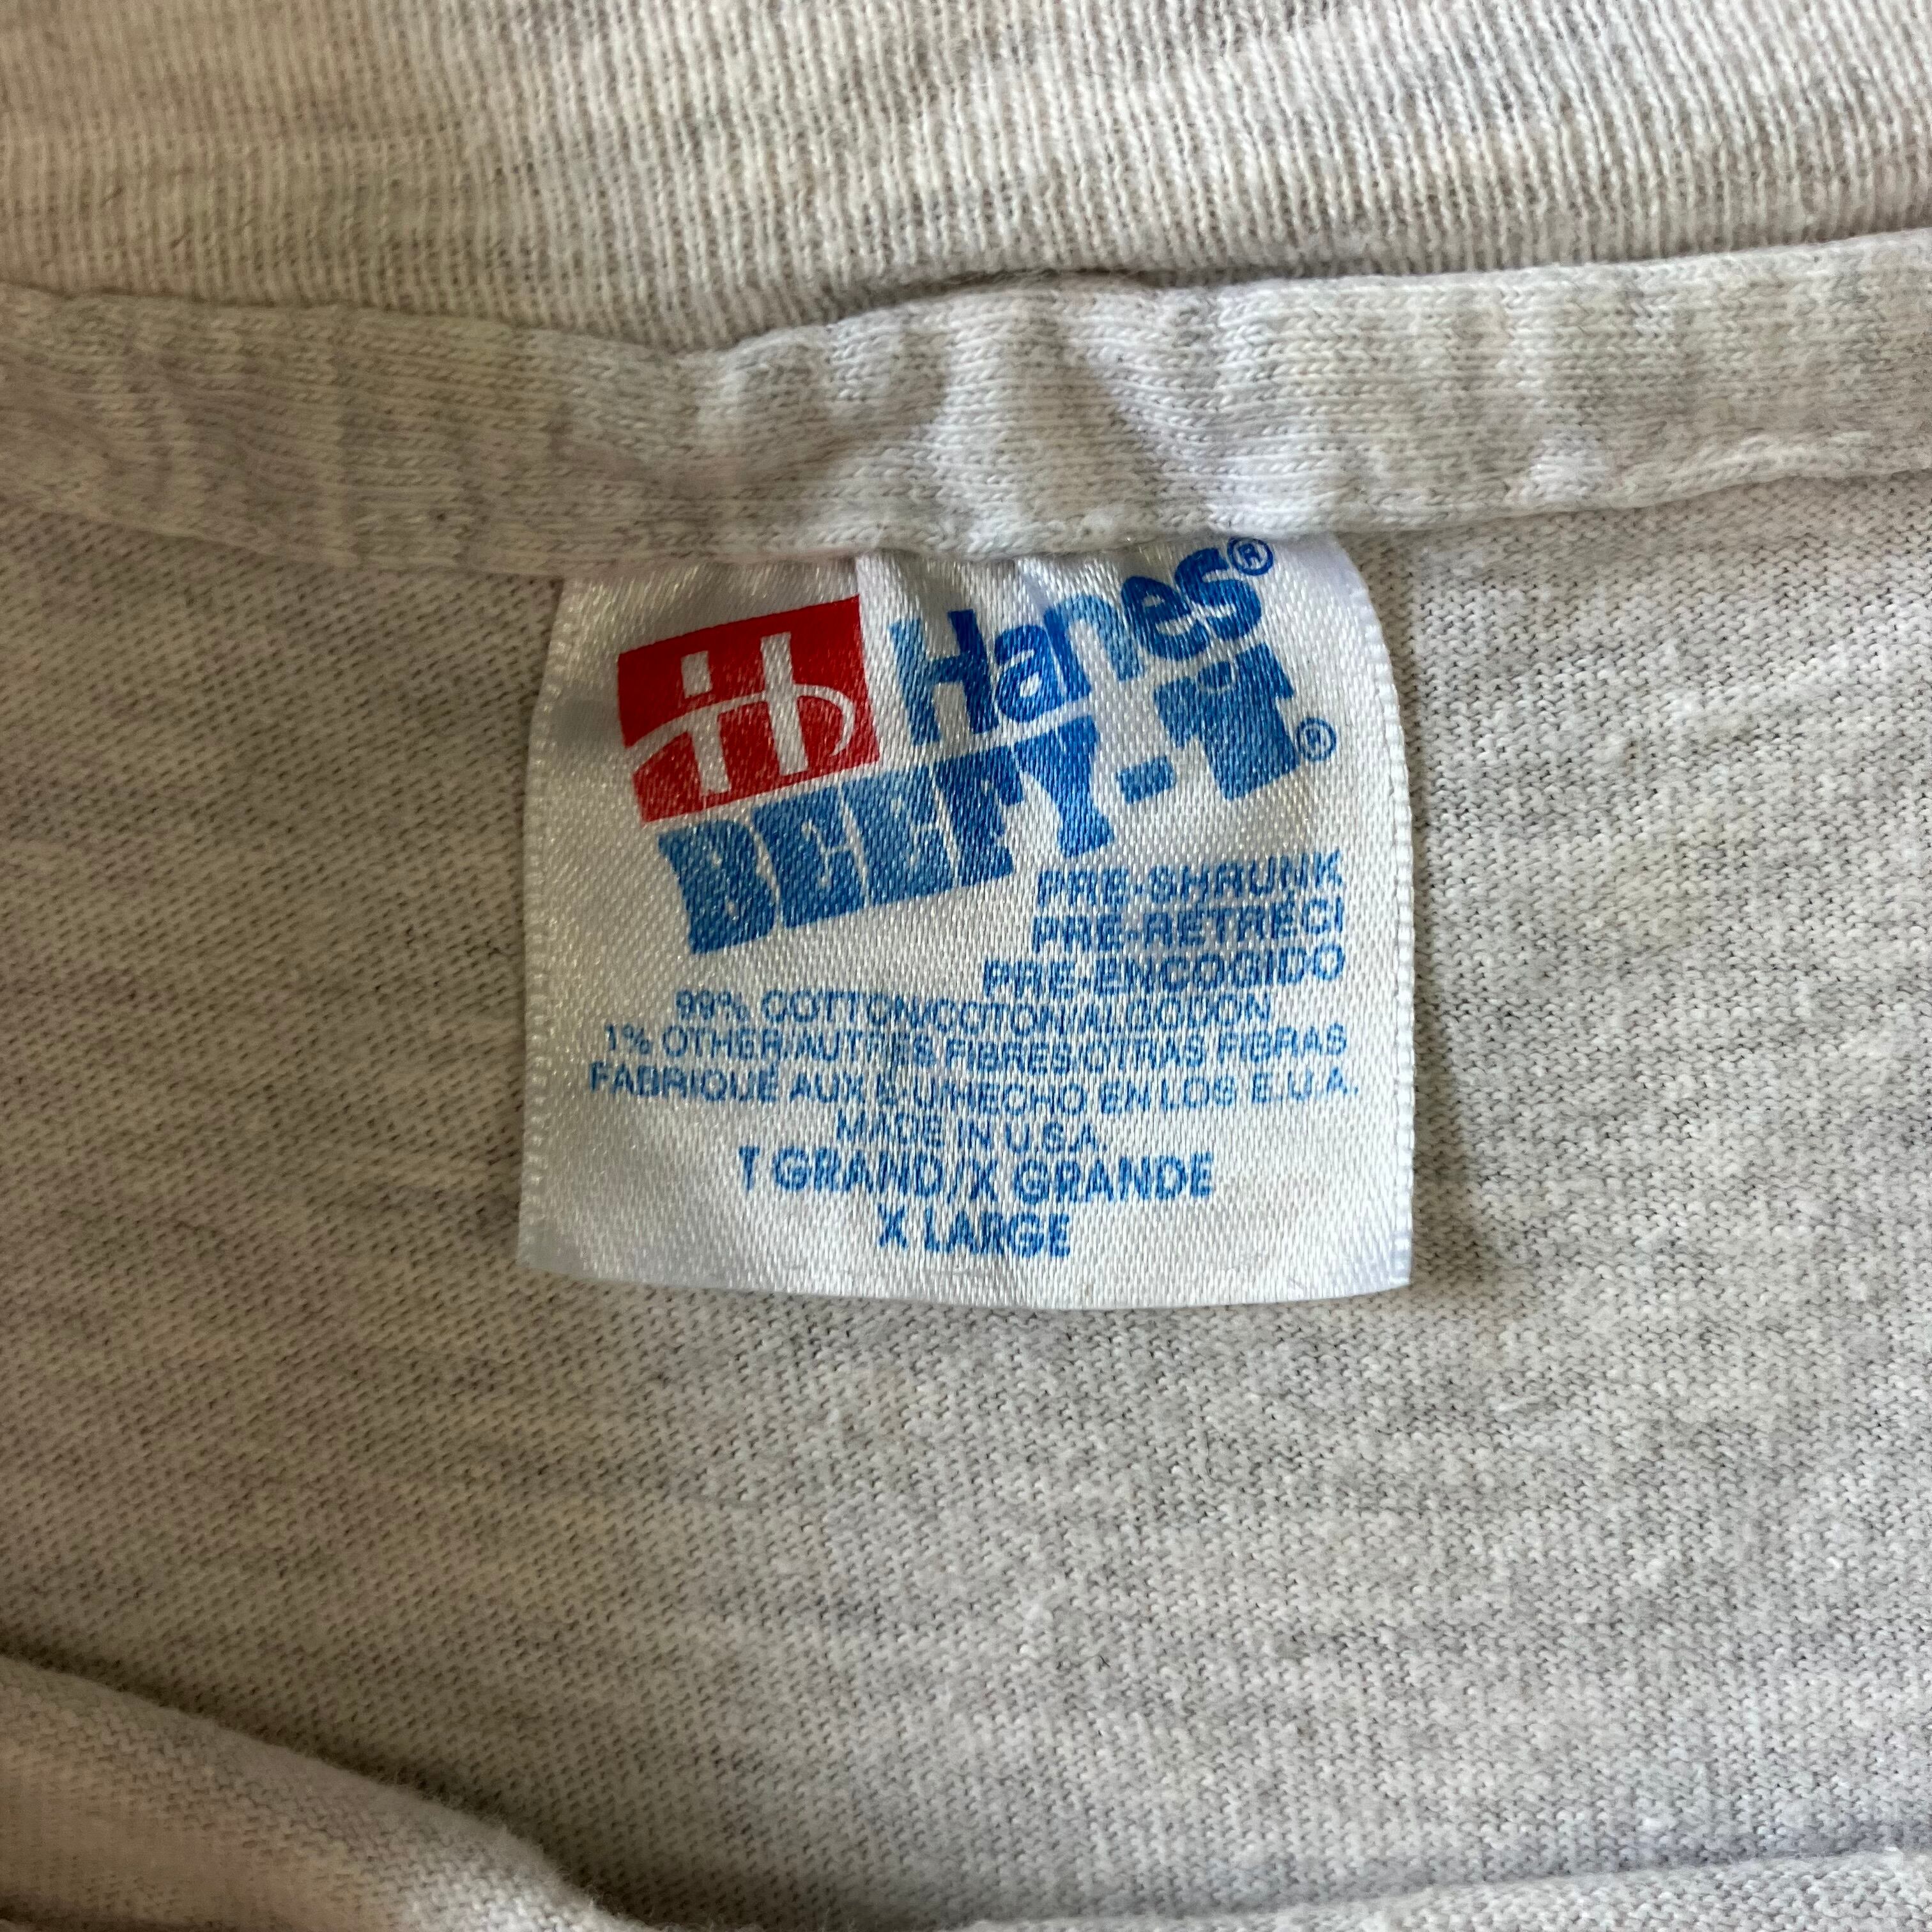 Hanes®
BEEFY-T®
PRE-SHRUNK
PRE-RETRECI
PRE-ENCOGIDO
99% COTTON/COTON/ALGODON
1% OTHER/AUTRES FIBRES/OTRAS FIBRAS
FABRIQUE AUX E.U./HECHO EN LOS E.U.A.
MADE IN U.S.A.
T GRAND/X GRANDE
X LARGE